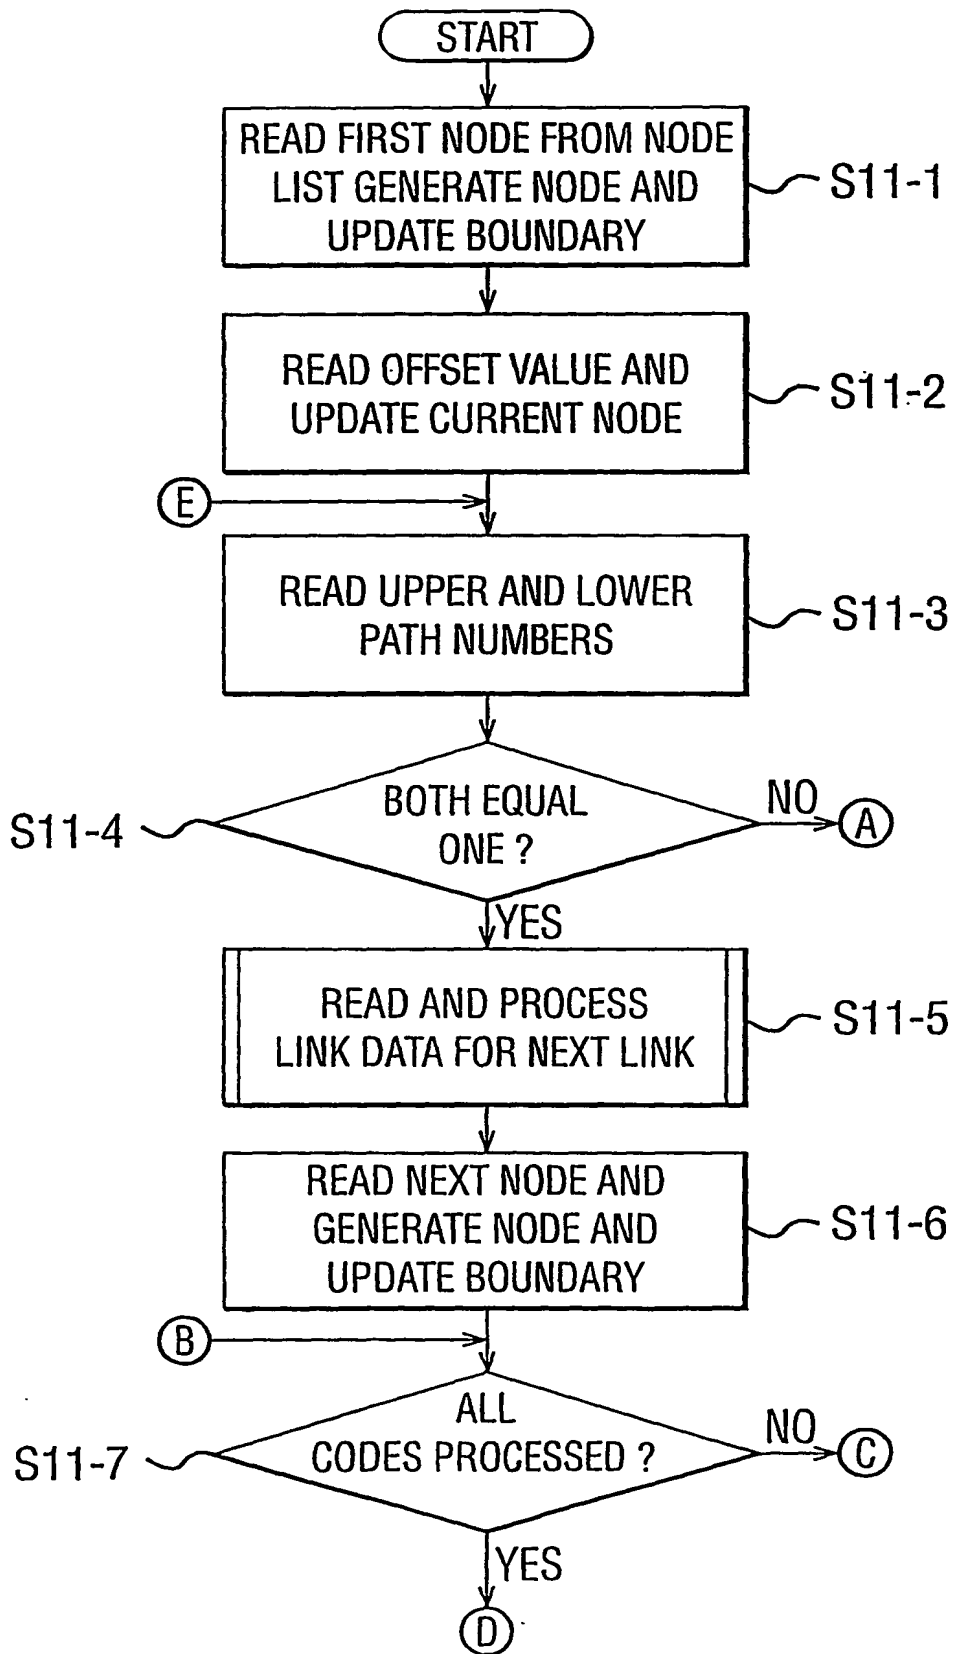 START
READ FIRST NODE FROM NODE
LIST GENERATE NODE AND
UPDATE BOUNDARY
S11-1
READ OFFSET VALUE AND
UPDATE CURRENT NODE
S11-2
E
READ UPPER AND LOWER
PATH NUMBERS
S11-3
BOTH EQUAL
ONE ?
S11-4
NO
A
YES
READ AND PROCESS
LINK DATA FOR NEXT LINK
S11-5
READ NEXT NODE AND
GENERATE NODE AND
UPDATE BOUNDARY
S11-6
B
ALL
CODES PROCESSED ?
S11-7
NO
C
YES
D